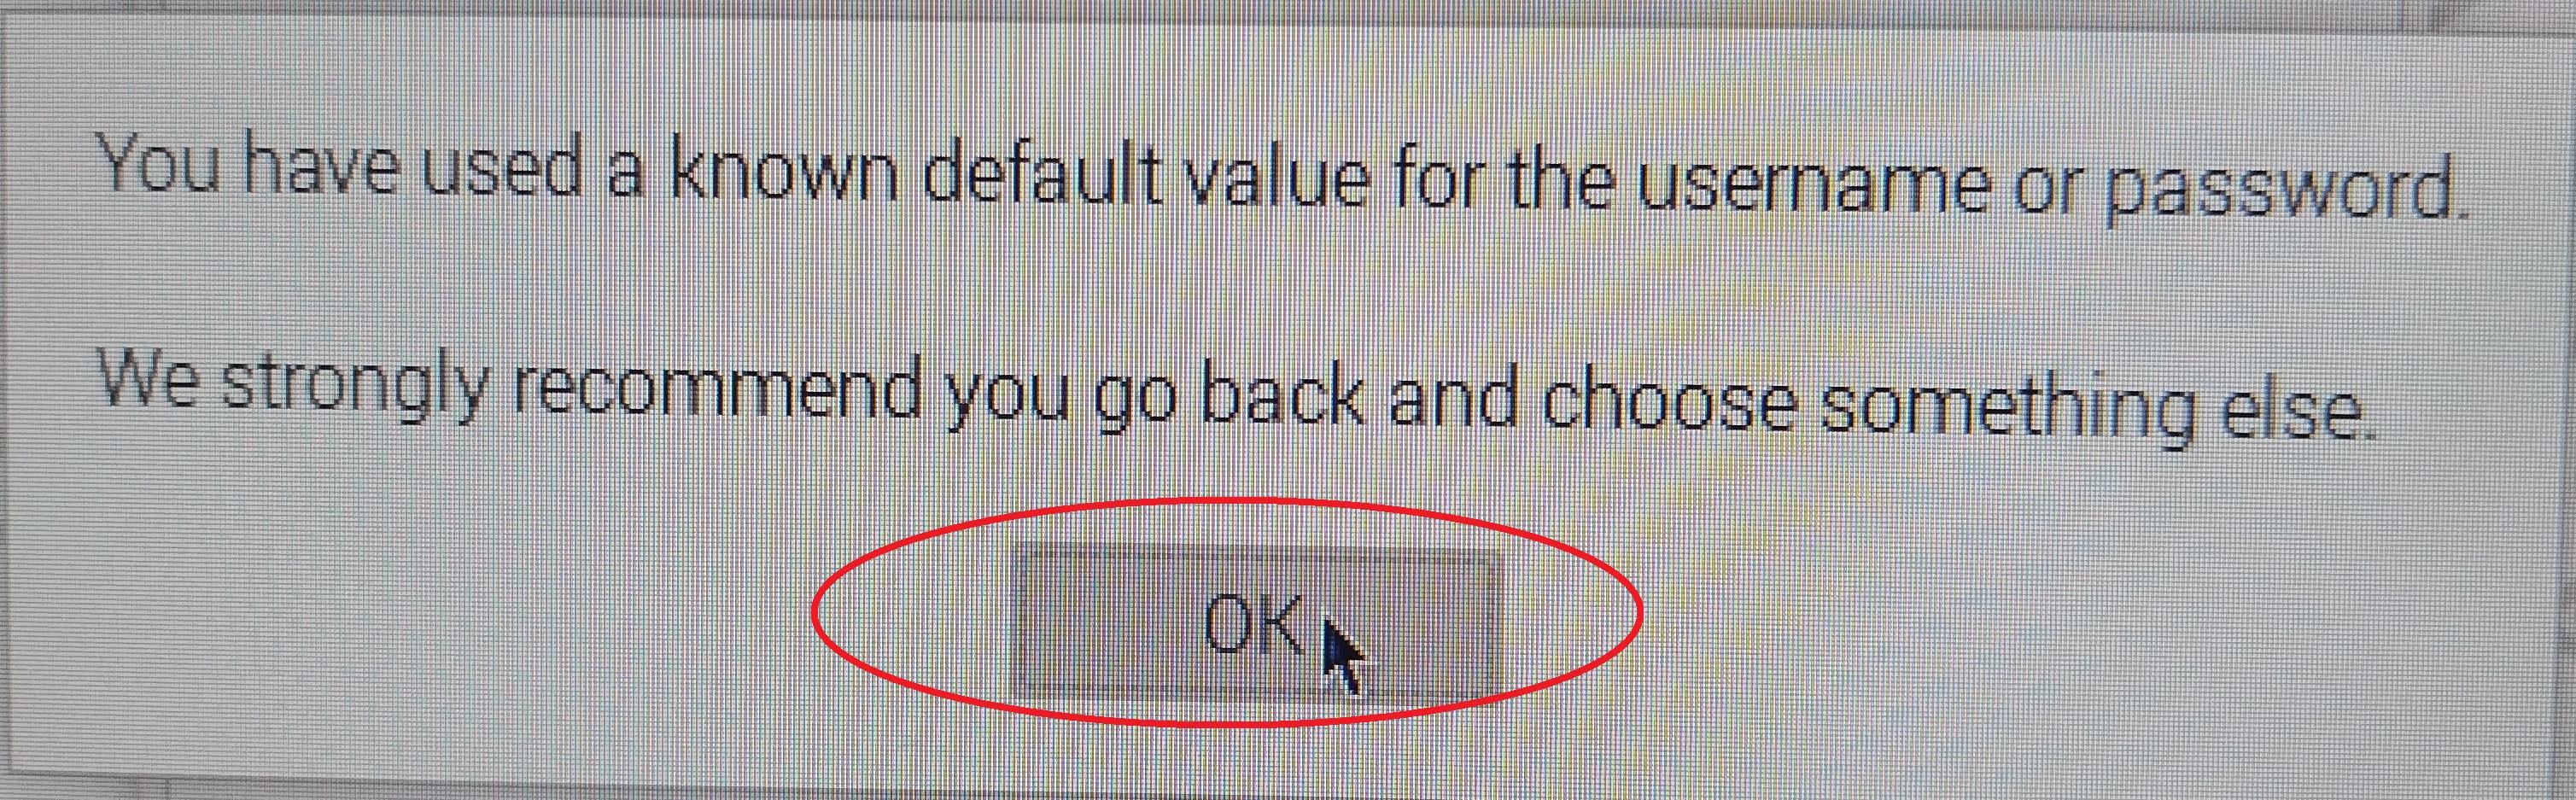 You have used a known default value for the username or password.
We strongly recommend you go back and choose something else.
OK